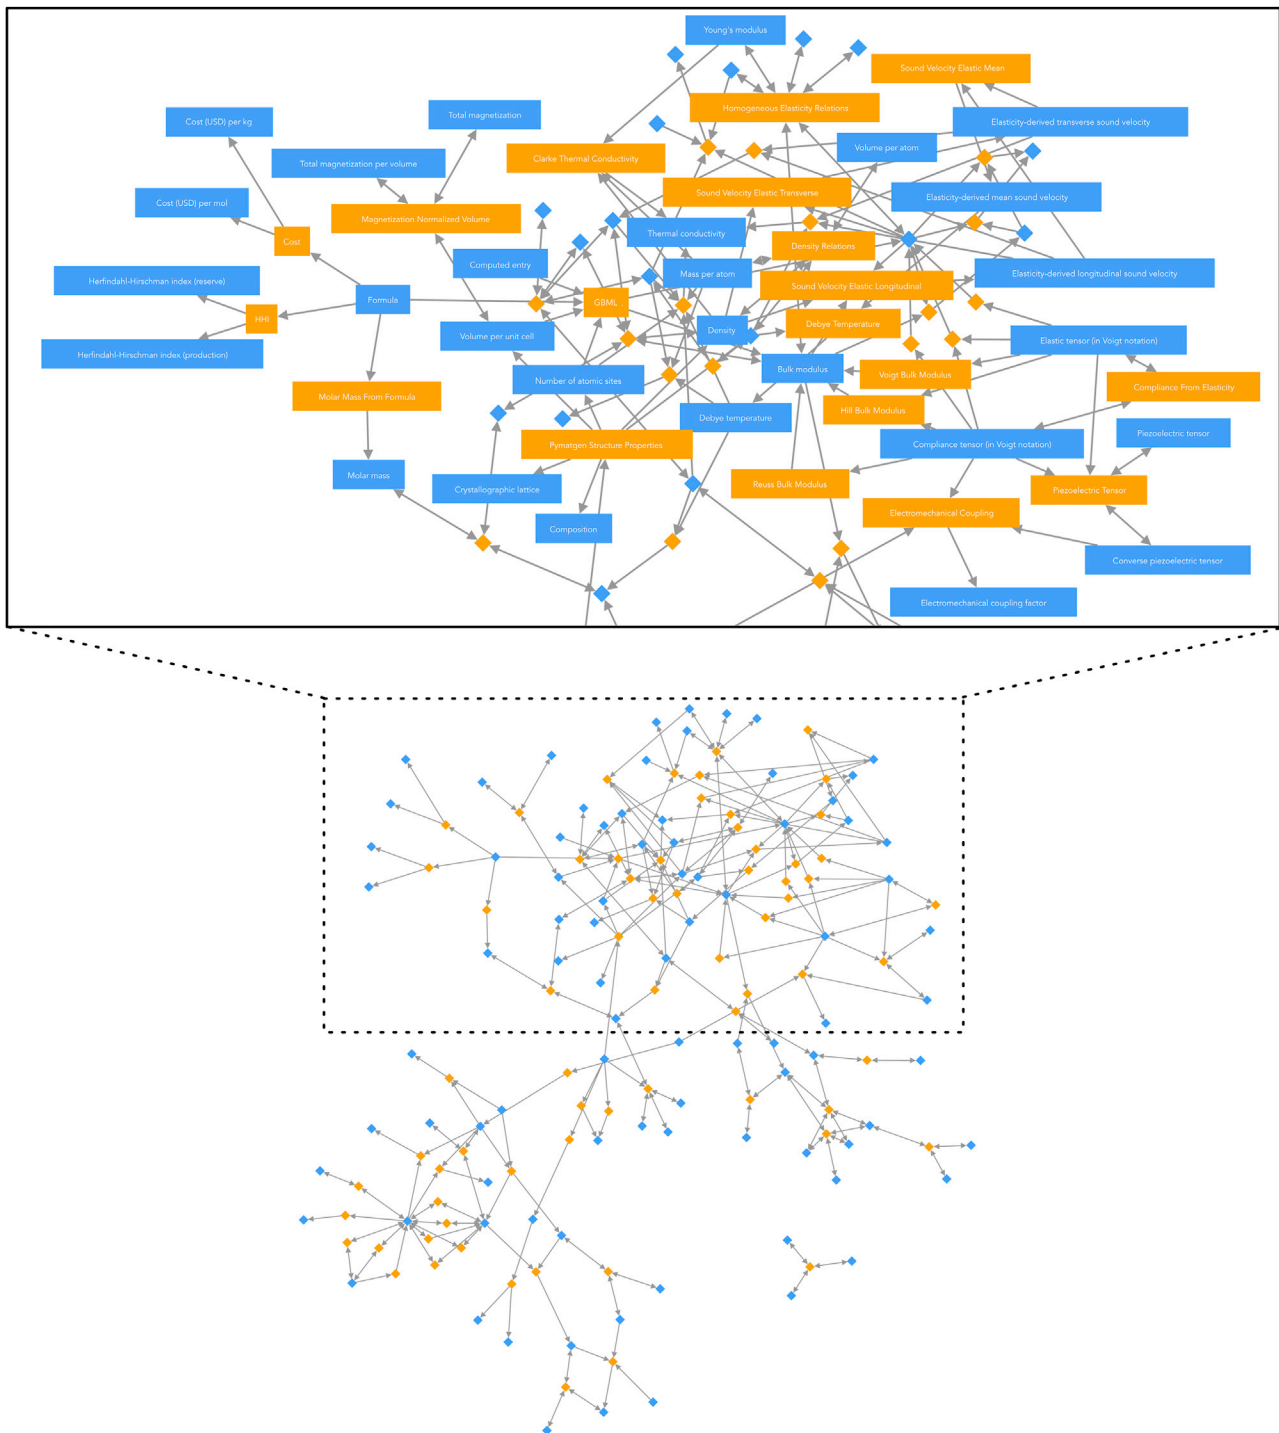 Young's modulus
Sound Velocity Elastic Mean
Homogeneous Elasticity Relations
Cost (USD) per kg
Total magnetization
Elasticity-derived transverse sound velocity
Volume per atom
Total magnetization per volume
Clarke Thermal Conductivity
Sound Velocity Elastic Transverse
Elasticity-derived mean sound velocity
Cost (USD) per mol
Magnetization Normalized Volume
Thermal conductivity
Cost
Density Relations
Computed entry
Mass per atom
Elasticity-derived longitudinal sound velocity
Herfindahl-Hirschman index (reserve)
Sound Velocity Elastic Longitudinal
Formula
GBML ..
HHI
Debye Temperature
Volume per unit cell
Density
Elastic tensor (in Voigt notation)
Herfindahl-Hirschman index (production)
Bulk modulus
Voigt Bulk Modulus
Number of atomic sites
Compliance From Elasticity
Molar Mass From Formula
Hill Bulk Modulus
Debye temperature
Piezoelectric tensor
Pymatgen Structure Properties
Compliance tensor (in Voigt notation)
Molar mass
Crystallographic lattice
Reuss Bulk Modulus
Piezoelectric Tensor
Electromechanical Coupling
Composition
Converse piezoelectric tensor
Electromechanical coupling factor